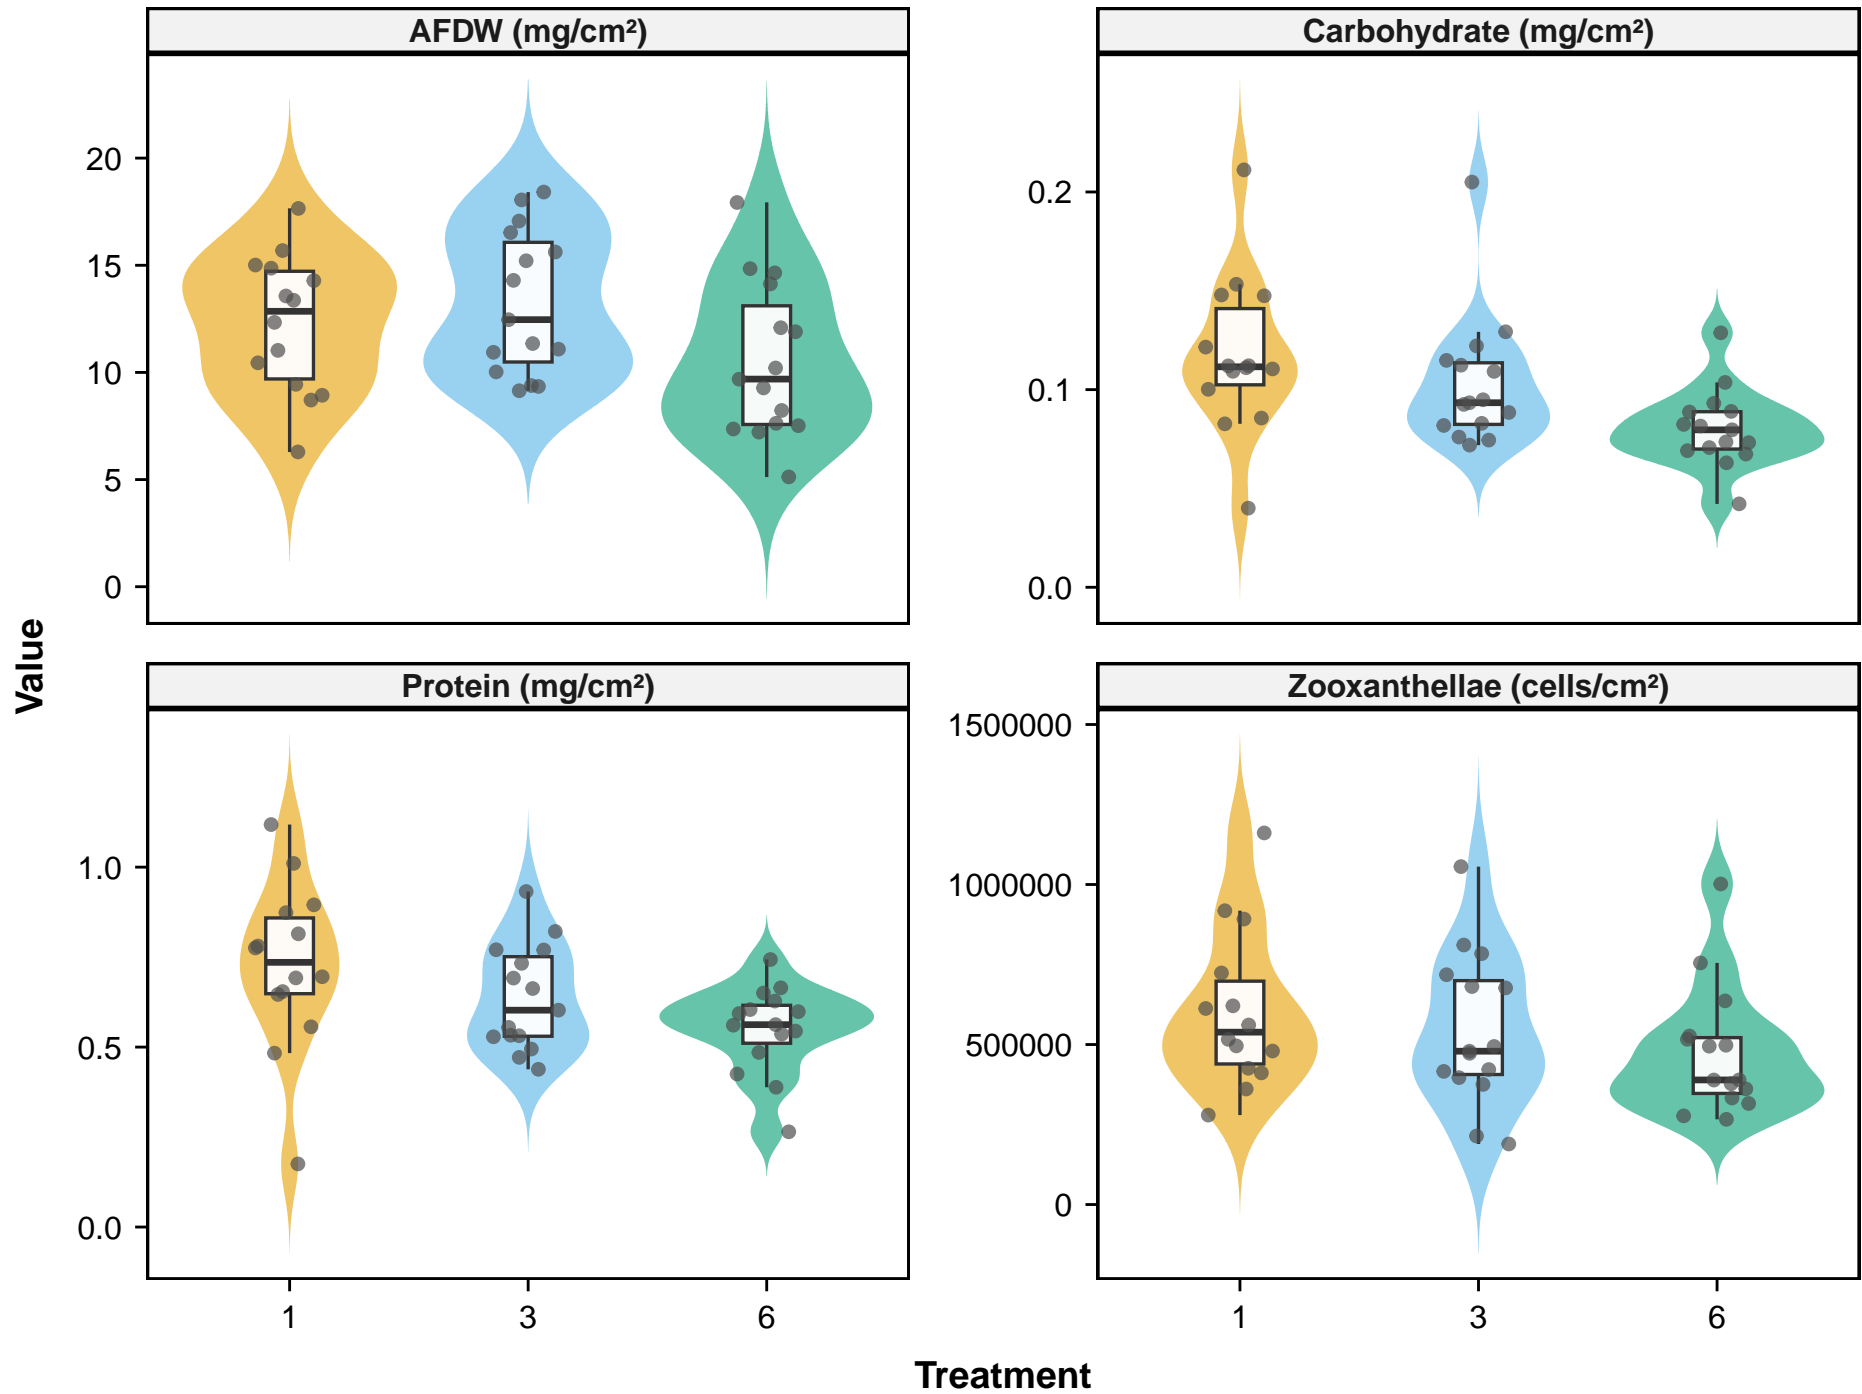 AFDW (mg/cm²)
Carbohydrate (mg/cm²)
20
15
10
5
0
0.2
0.1
0.0
Value
Protein (mg/cm²)
Zooxanthellae (cells/cm²)
1.0
0.5
0.0
1500000
1000000
500000
0
1 3 6
1 3 6
Treatment